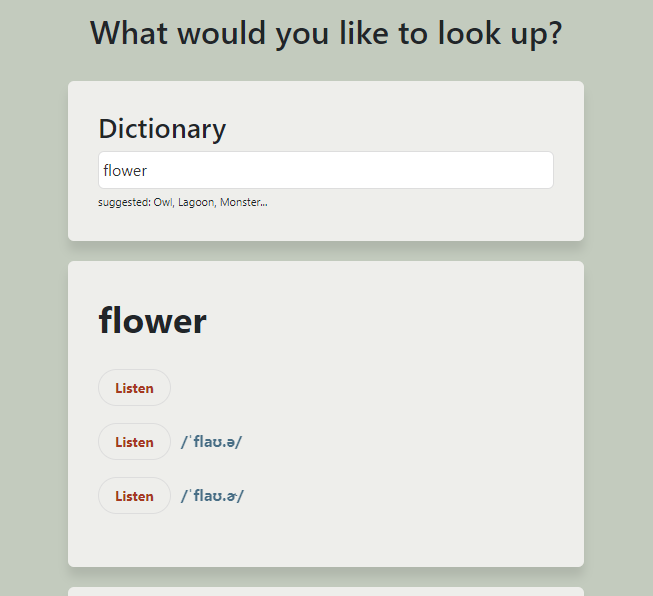 What would you like to look up?
Dictionary
flower
suggested: Owl, Lagoon, Monster...
flower
Listen
Listen /ˈflaʊ.ə/
Listen /ˈflaʊ.ɚ/